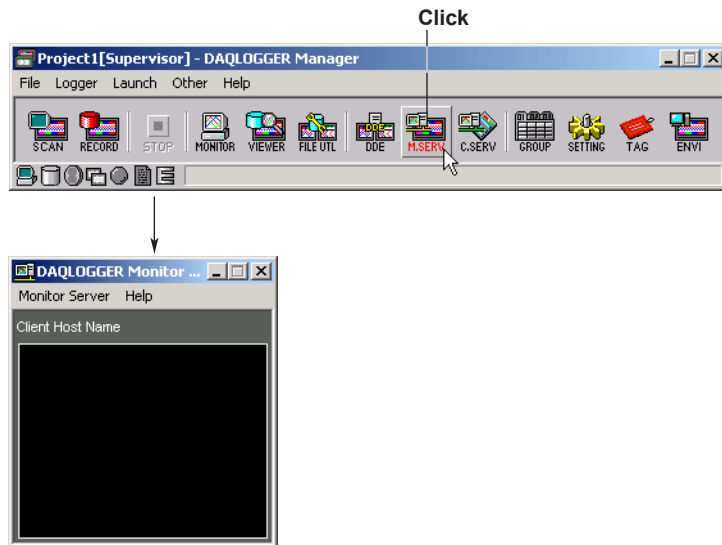 Click
Project1[Supervisor] - DAQLOGGER Manager
File Logger Launch Other Help
SCAN RECORD STOP MONITOR VIEWER FILE UTL DDE M.SERV C.SERV GROUP SETTING TAG ENVI
DAQLOGGER Monitor ...
Monitor Server Help
Client Host Name